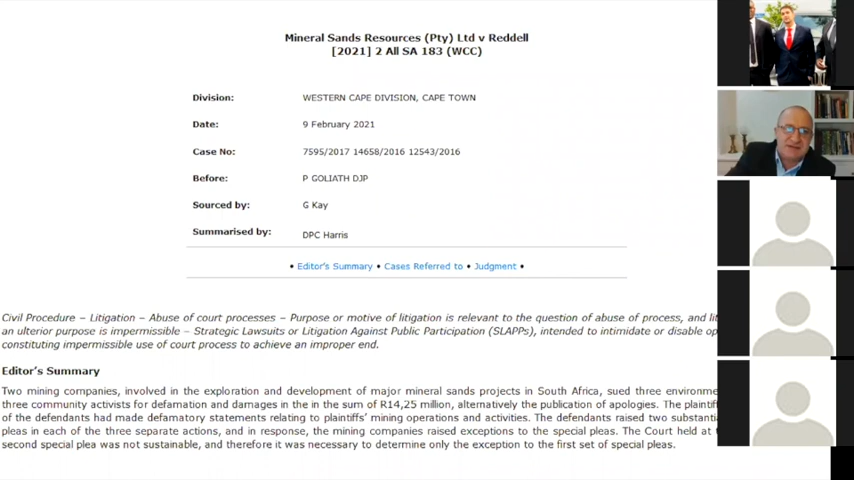 Mineral Sands Resources (Pty) Ltd v Reddell
[2021] 2 All SA 183 (WCC)
Division: WESTERN CAPE DIVISION, CAPE TOWN
Date: 9 February 2021
Case No: 7595/2017 14658/2016 12543/2016
Before: P GOLIATH DJP
Sourced by: G Kay
Summarised by: DPC Harris
• Editor's Summary • Cases Referred to • Judgment •
Civil Procedure – Litigation – Abuse of court processes – Purpose or motive of litigation is relevant to the question of abuse of process, and
an ulterior purpose is impermissible – Strategic Lawsuits or Litigation Against Public Participation (SLAPPs), intended to intimidate or disable
constituting impermissible use of court process to achieve an improper end.
Editor's Summary
Two mining companies, involved in the exploration and development of major mineral sands projects in South Africa, sued three
three community activists for defamation and damages in the in the sum of R14,25 million, alternatively the publication of apologies. The
of the defendants had made defamatory statements relating to plaintiffs' mining operations and activities. The defendants raised two
pleas in each of the three separate actions, and in response, the mining companies raised exceptions to the special pleas. The Court held at
second special plea was not sustainable, and therefore it was necessary to determine only the exception to the first set of special pleas.